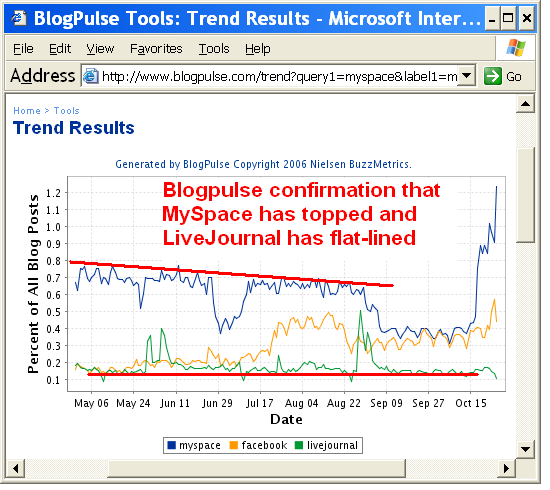 BlogPulse Tools: Trend Results - Microsoft Inter...
File Edit View Favorites Tools Help
Address http://www.blogpulse.com/trend?query1=myspace&label1=m Go
Home > Tools
Trend Results
Generated by BlogPulse Copyright 2006 Nielsen BuzzMetrics.
Blogpulse confirmation that
MySpace has topped and
LiveJournal has flat-lined
Percent of All Blog Posts
1.2
1.1
1.0
0.9
0.8
0.7
0.6
0.5
0.4
0.3
0.2
0.1
May 06 May 24 Jun 11 Jun 29 Jul 17 Aug 04 Aug 22 Sep 09 Sep 27 Oct 15
Date
myspace facebook livejournal